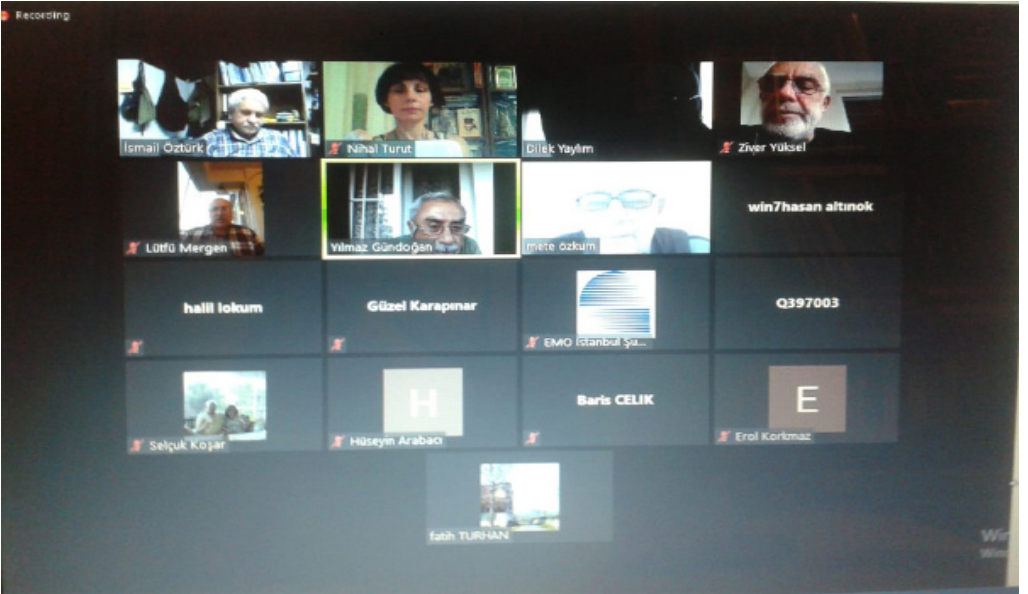 Recording
İsmail Öztürk
Nihal Turut
Dilek Yaylım
Ziver Yüksel
Lütfü Mergen
Yılmaz Gündoğan
mete özkum
win7hasan altınok
halil lokum
Güzel Karapınar
EMO İstanbul Şu...
Q397003
Selçuk Koşar
H
Hüseyin Arabacı
Baris CELIK
E
Erol Korkmaz
fatih TURHAN